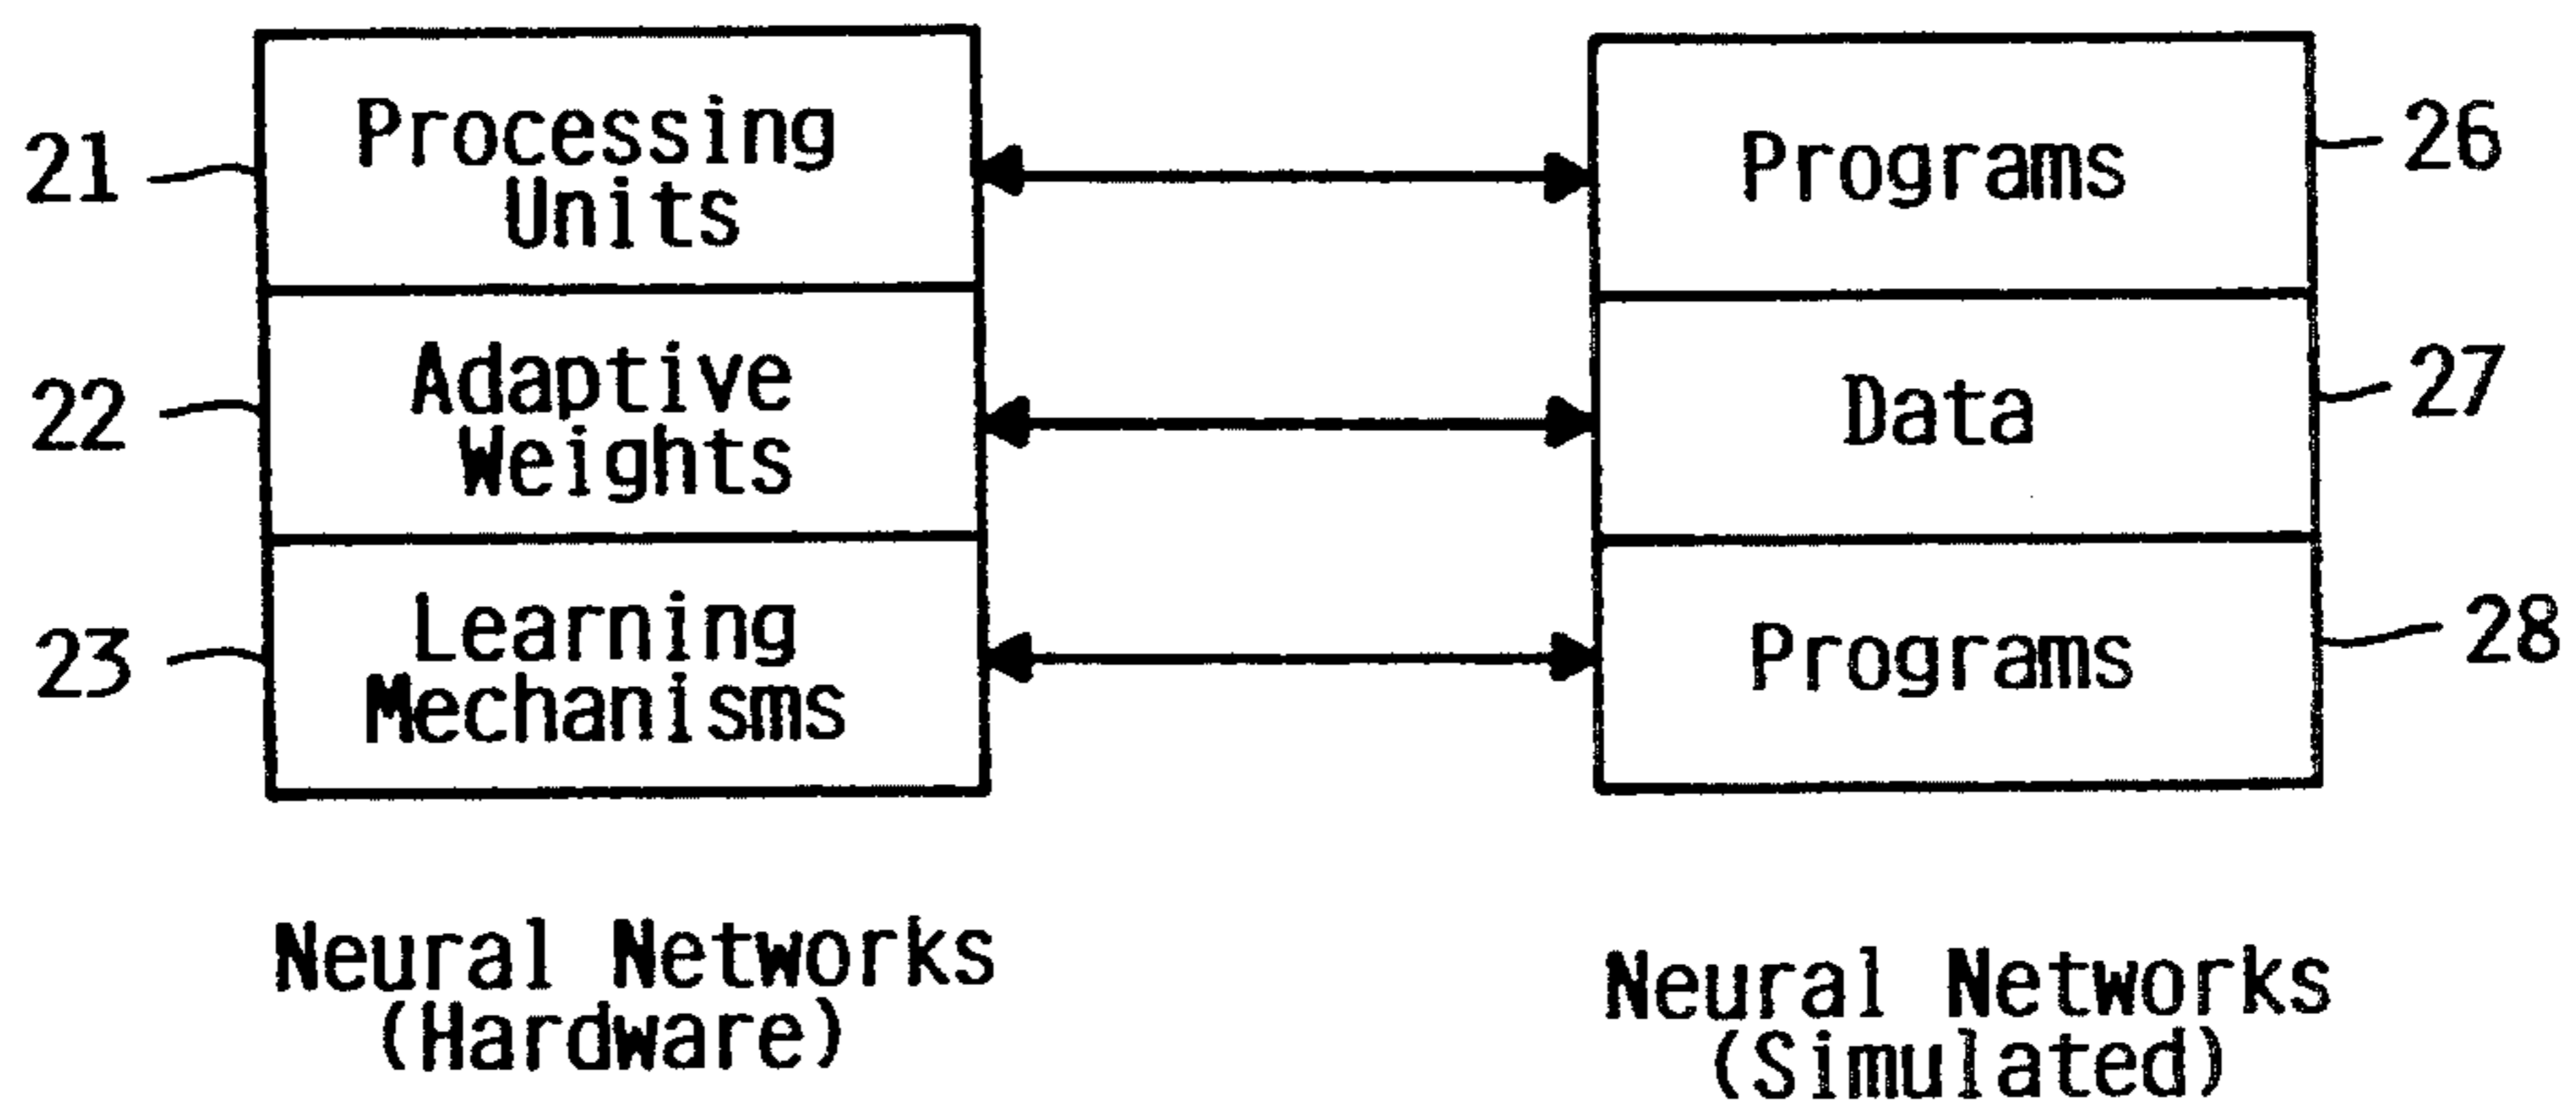 21
Processing
Units
22
Adaptive
Weights
23
Learning
Mechanisms
Neural Networks
(Hardware)
Programs
26
Data
27
Programs
28
Neural Networks
(Simulated)